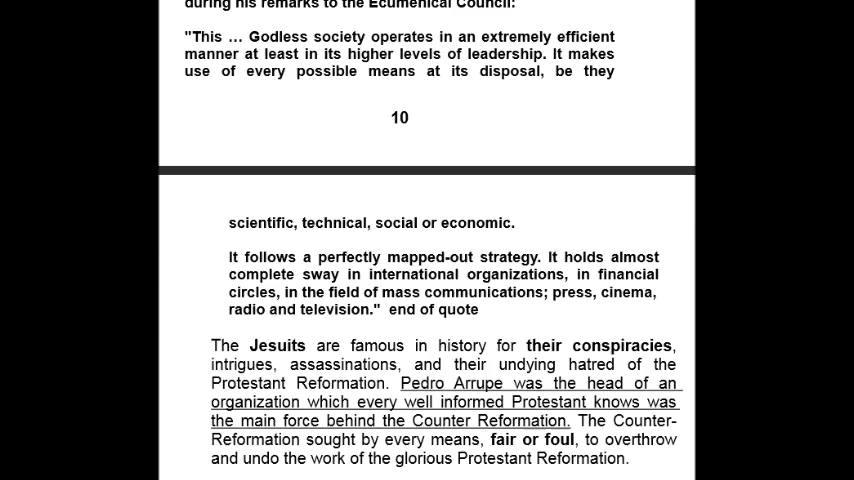 during his remarks to the Ecumenical Council:
"This ... Godless society operates in an extremely efficient
manner at least in its higher levels of leadership. It makes
use of every possible means at its disposal, be they
10
scientific, technical, social or economic.
It follows a perfectly mapped-out strategy. It holds almost
complete sway in international organizations, in financial
circles, in the field of mass communications; press, cinema,
radio and television." end of quote
The Jesuits are famous in history for their conspiracies,
intrigues, assassinations, and their undying hatred of the
Protestant Reformation. Pedro Arrupe was the head of an
organization which every well informed Protestant knows was
the main force behind the Counter Reformation. The Counter-
Reformation sought by every means, fair or foul, to overthrow
and undo the work of the glorious Protestant Reformation.